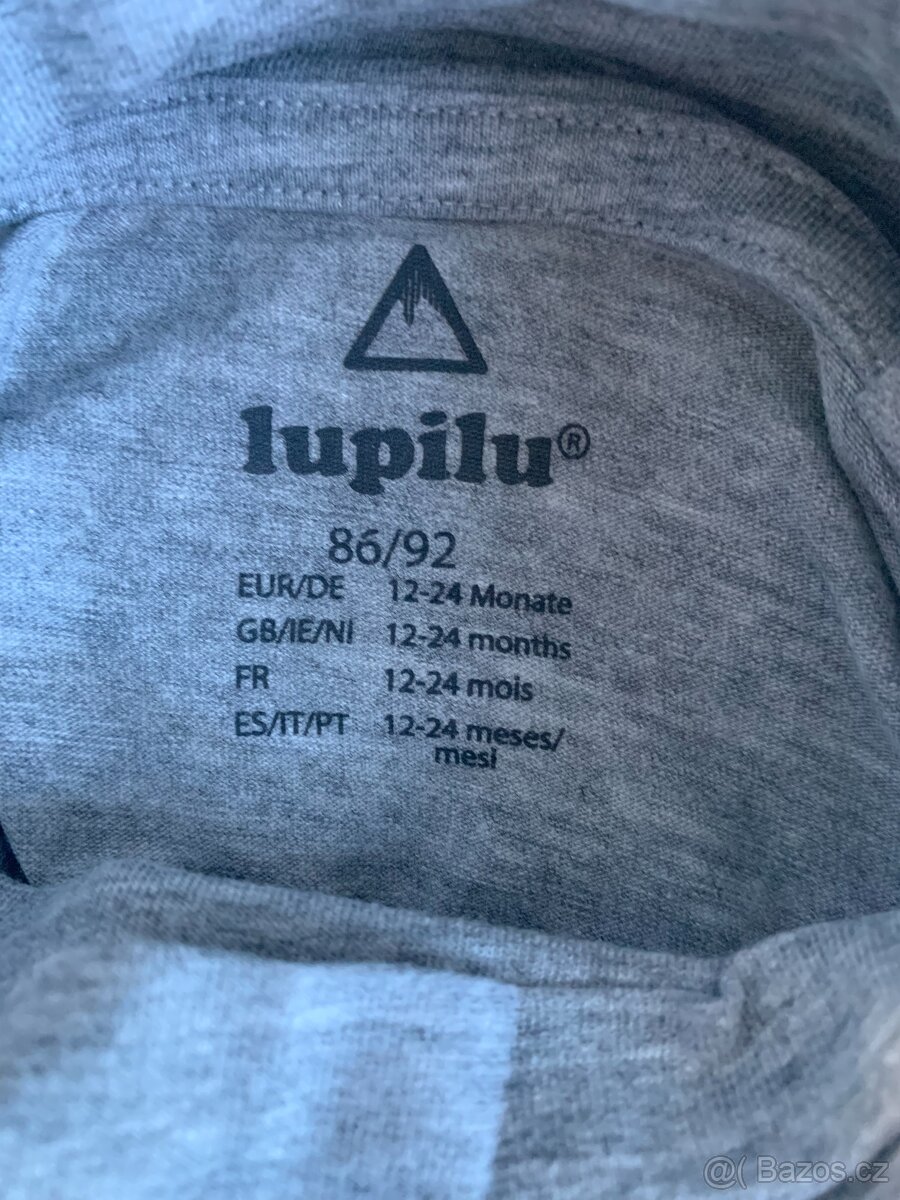 lupilu®
86/92
EUR/DE 12-24 Monate
GB/IE/NI 12-24 months
FR 12-24 mois
ES/IT/PT 12-24 meses/
mesi
@( Bazos.cz